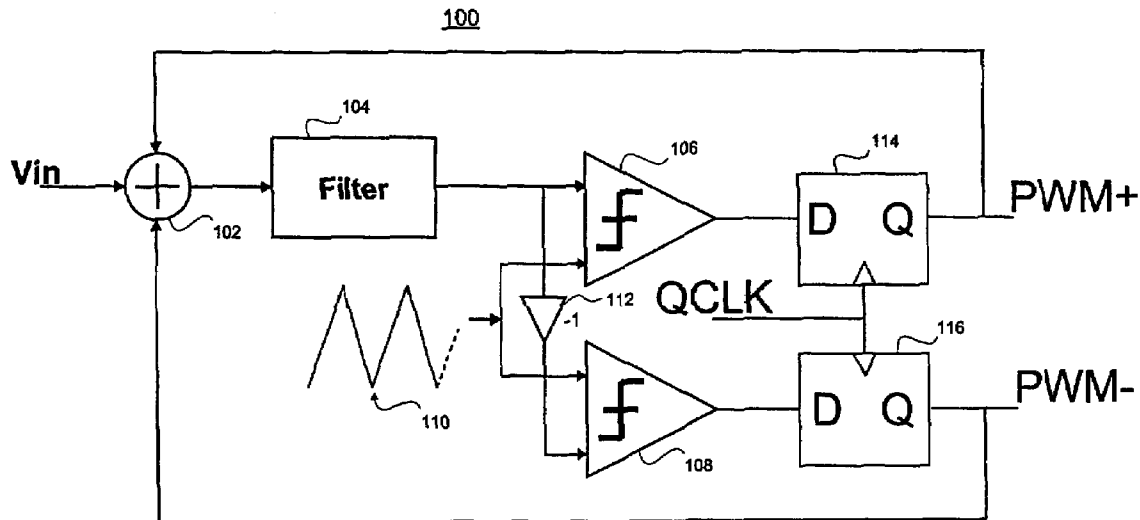 100
104
106
114
Vin
Filter
D Q
PWM+
102
112
-1
QCLK
116
110
108
D Q
PWM-